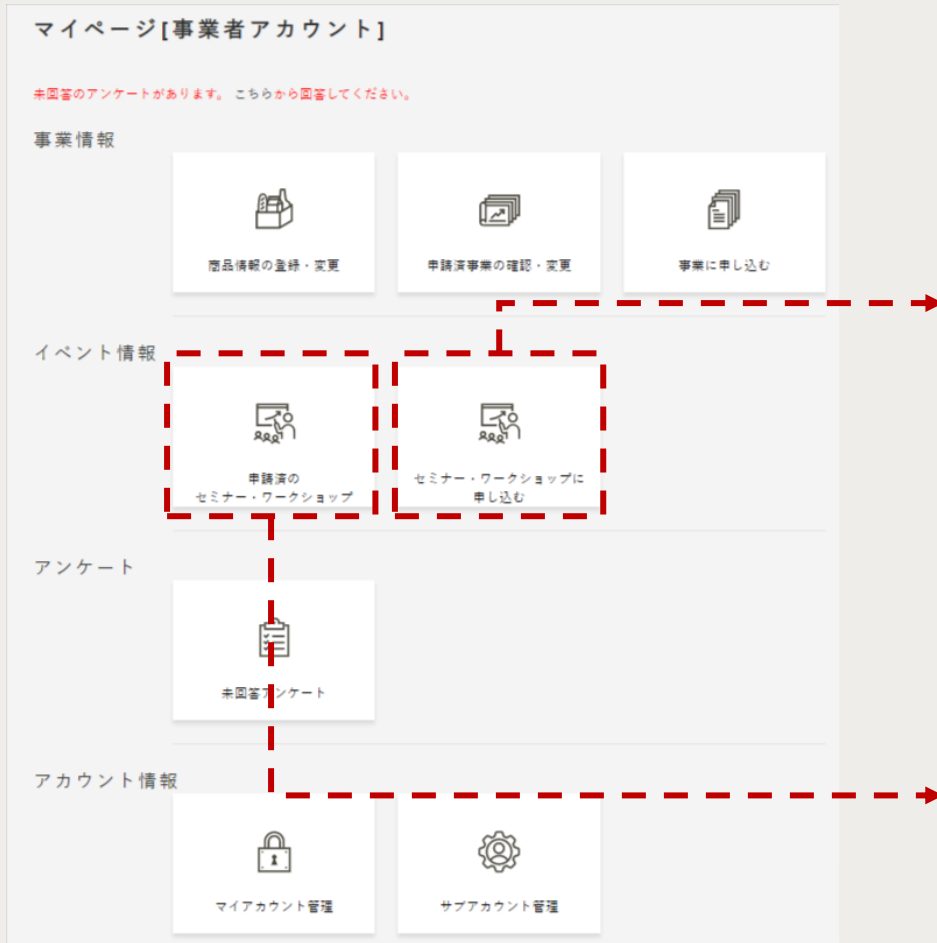 マイページ[事業者アカウント]
未回答のアンケートがあります。 こちらから回答してください。
事業情報
商品情報の登録・変更
申請済事業の確認・変更
事業に申し込む
イベント情報
申請済の
セミナー・ワークショップ
セミナー・ワークショップに
申し込む
アンケート
未回答アンケート
アカウント情報
マイアカウント管理
サブアカウント管理